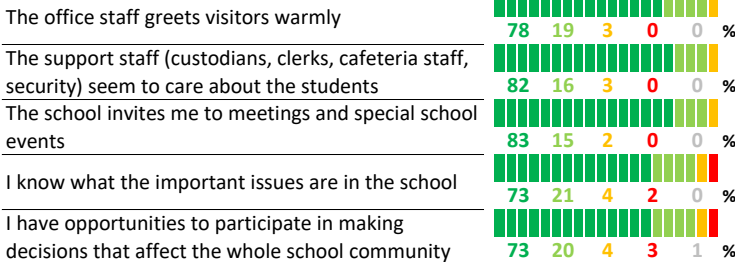 The office staff greets visitors warmly
78 19 3 0 0 %
The support staff (custodians, clerks, cafeteria staff,
security) seem to care about the students
82 16 3 0 0 %
The school invites me to meetings and special school
events
83 15 2 0 0 %
I know what the important issues are in the school
73 21 4 2 0 %
I have opportunities to participate in making
decisions that affect the whole school community
73 20 4 3 1 %